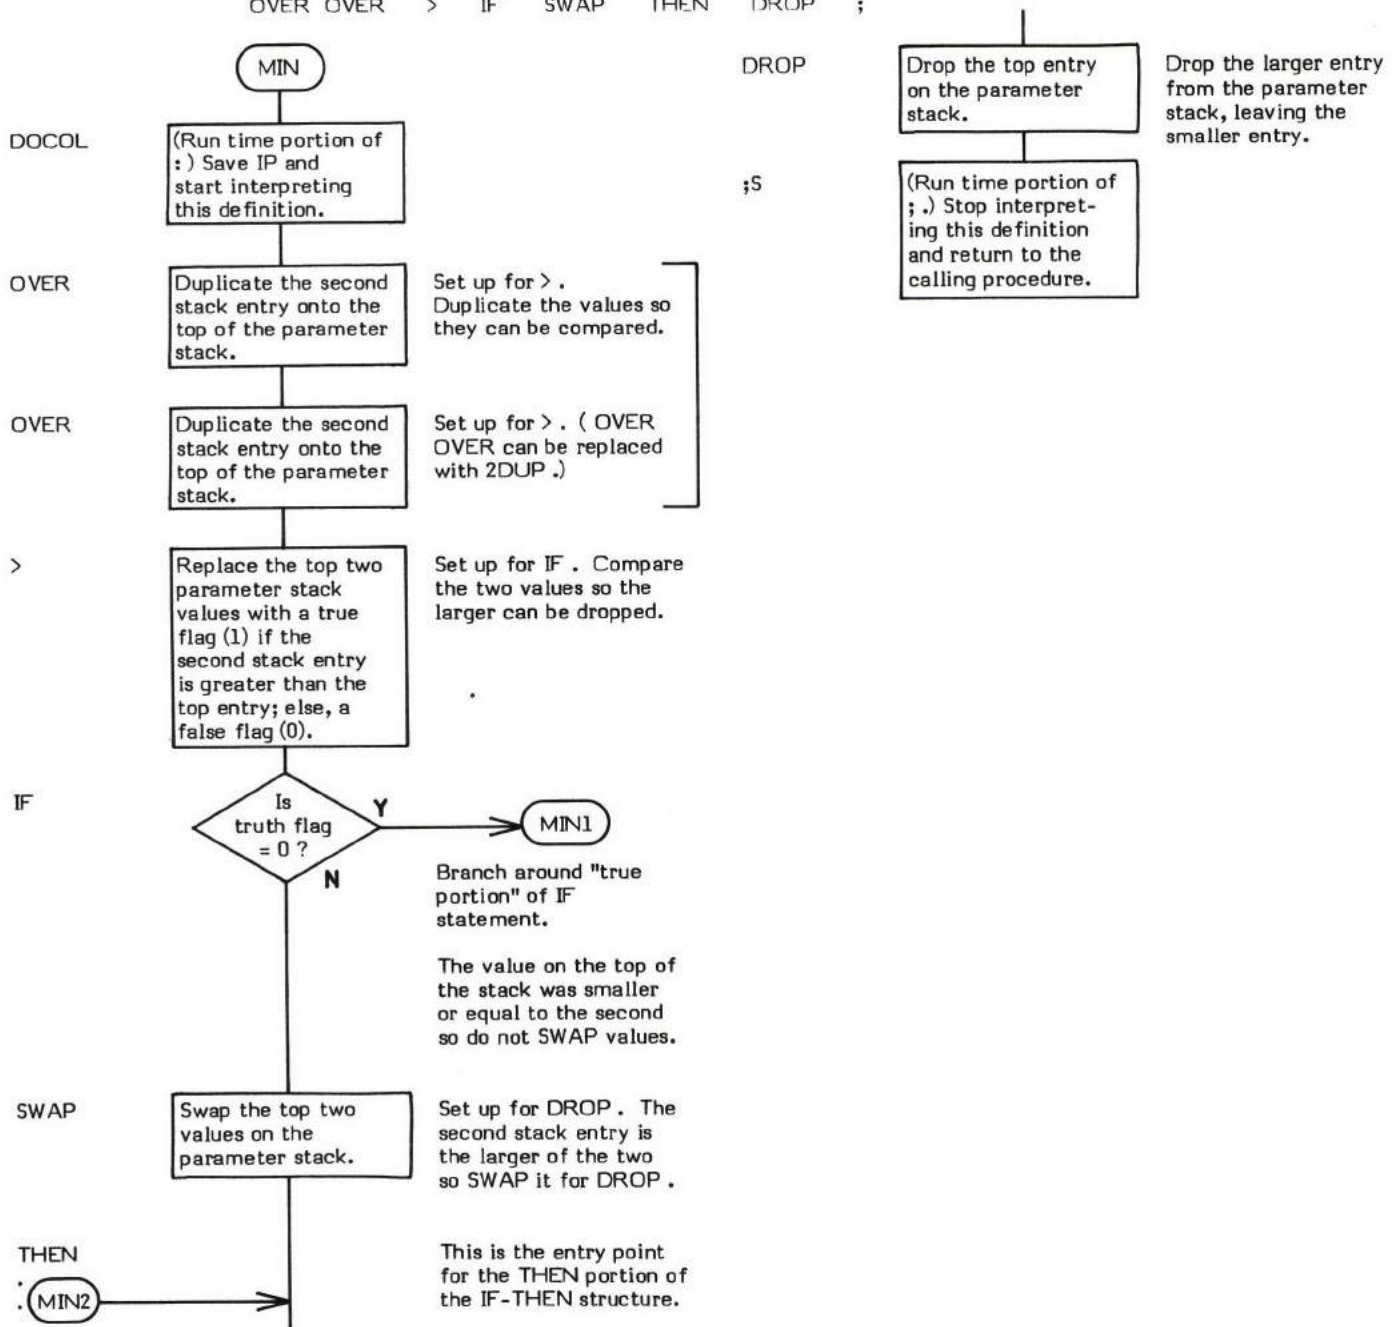 OVER OVER > IF SWAP THEN DROP ;
MIN
DOCOL
(Run time portion of
:) Save IP and
start interpreting
this definition.
OVER
Duplicate the second
stack entry onto the
top of the parameter
stack.
Set up for >.
Duplicate the values so
they can be compared.
OVER
Duplicate the second
stack entry onto the
top of the parameter
stack.
Set up for >. ( OVER
OVER can be replaced
with 2DUP .)
>
Replace the top two
parameter stack
values with a true
flag (1) if the
second stack entry
is greater than the
top entry; else, a
false flag (0).
Set up for IF . Compare
the two values so the
larger can be dropped.
IF
Is
truth flag
= 0 ?
Y
N
MIN1
Branch around "true
portion" of IF
statement.
The value on the top of
the stack was smaller
or equal to the second
so do not SWAP values.
SWAP
Swap the top two
values on the
parameter stack.
Set up for DROP . The
second stack entry is
the larger of the two
so SWAP it for DROP .
THEN
:
MIN2
This is the entry point
for the THEN portion of
the IF-THEN structure.
DROP
Drop the top entry
on the parameter
stack.
Drop the larger entry
from the parameter
stack, leaving the
smaller entry.
;S
(Run time portion of
; .) Stop interpret-
ing this definition
and return to the
calling procedure.